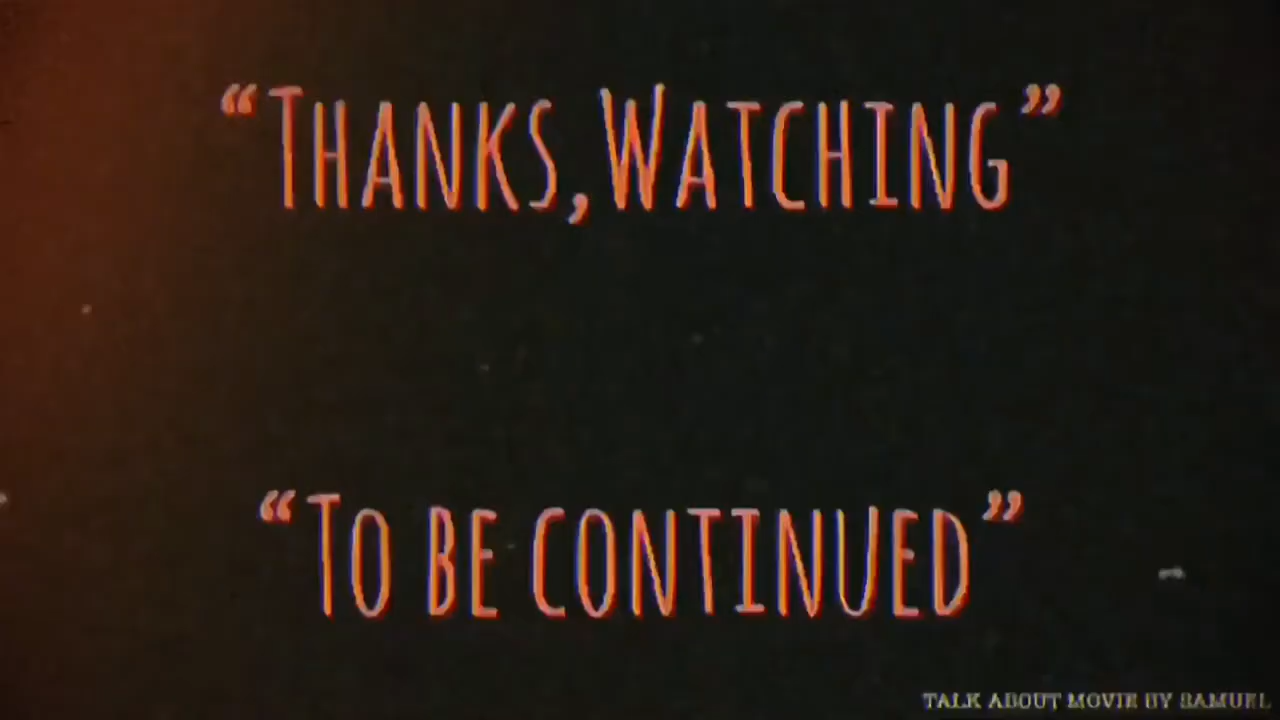 “Thanks,Watching”
“To be continued”
TALK ABOUT MOVIE BY SAMUEL